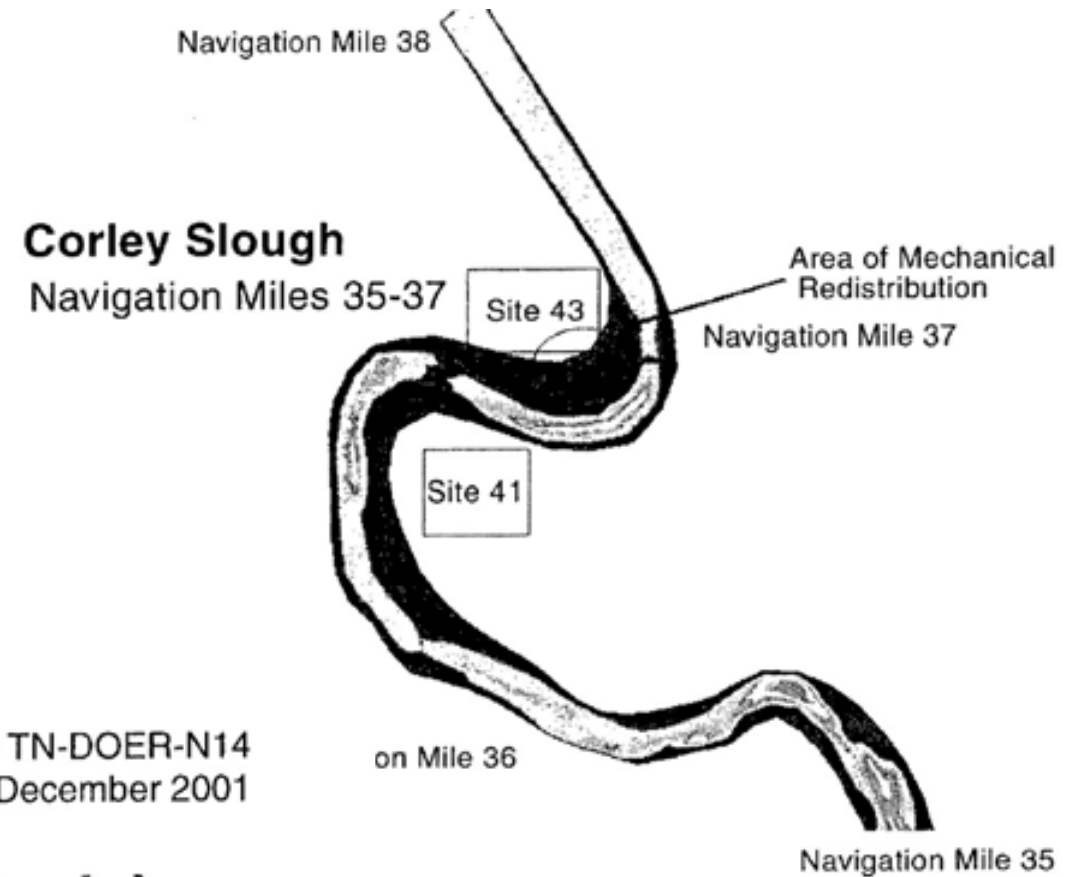 Navigation Mile 38
Corley Slough
Navigation Miles 35-37
Area of Mechanical
Redistribution
Site 43
Navigation Mile 37
Site 41
on Mile 36
TN-DOER-N14
December 2001
Navigation Mile 35